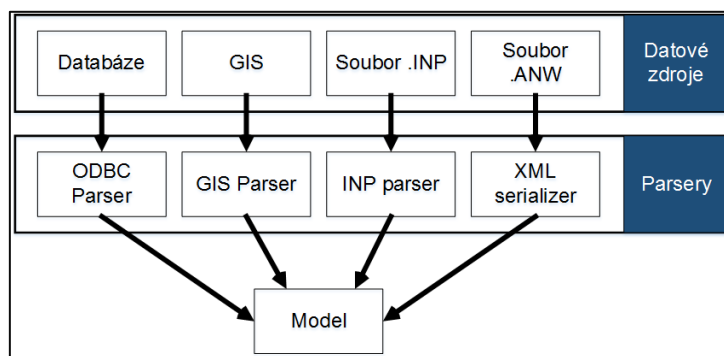 Databáze
GIS
Soubor .INP
Soubor
.ANW
Datové
zdroje
ODBC
Parser
GIS Parser
INP parser
XML
serializer
Parsery
Model